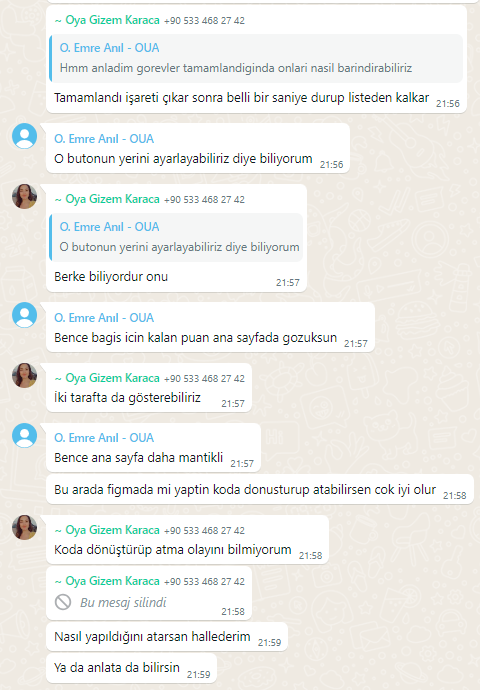 ~ Oya Gizem Karaca +90 533 468 27 42
O. Emre Anıl - OUA
Hmm anladim gorevler tamamlandiginda onlari nasil barindirabiliriz
Tamamlandı işareti çıkar sonra belli bir saniye durup listeden kalkar 21:56
O. Emre Anıl - OUA
O butonun yerini ayarlayabiliriz diye biliyorum 21:56
~ Oya Gizem Karaca +90 533 468 27 42
O. Emre Anıl - OUA
O butonun yerini ayarlayabiliriz diye biliyorum
Berke biliyordur onu 21:57
O. Emre Anıl - OUA
Bence bagis icin kalan puan ana sayfada gozuksun 21:57
~ Oya Gizem Karaca +90 533 468 27 42
İki tarafta da gösterebiliriz 21:57
O. Emre Anıl - OUA
Bence ana sayfa daha mantikli 21:57
Bu arada figmada mi yaptin koda donusturup atabilirsen cok iyi olur 21:58
~ Oya Gizem Karaca +90 533 468 27 42
Koda dönüştürüp atma olayını bilmiyorum 21:58
~ Oya Gizem Karaca +90 533 468 27 42
Bu mesaj silindi 21:58
Nasıl yapıldığını atarsan hallederim 21:59
Ya da anlata da bilirsin 21:59